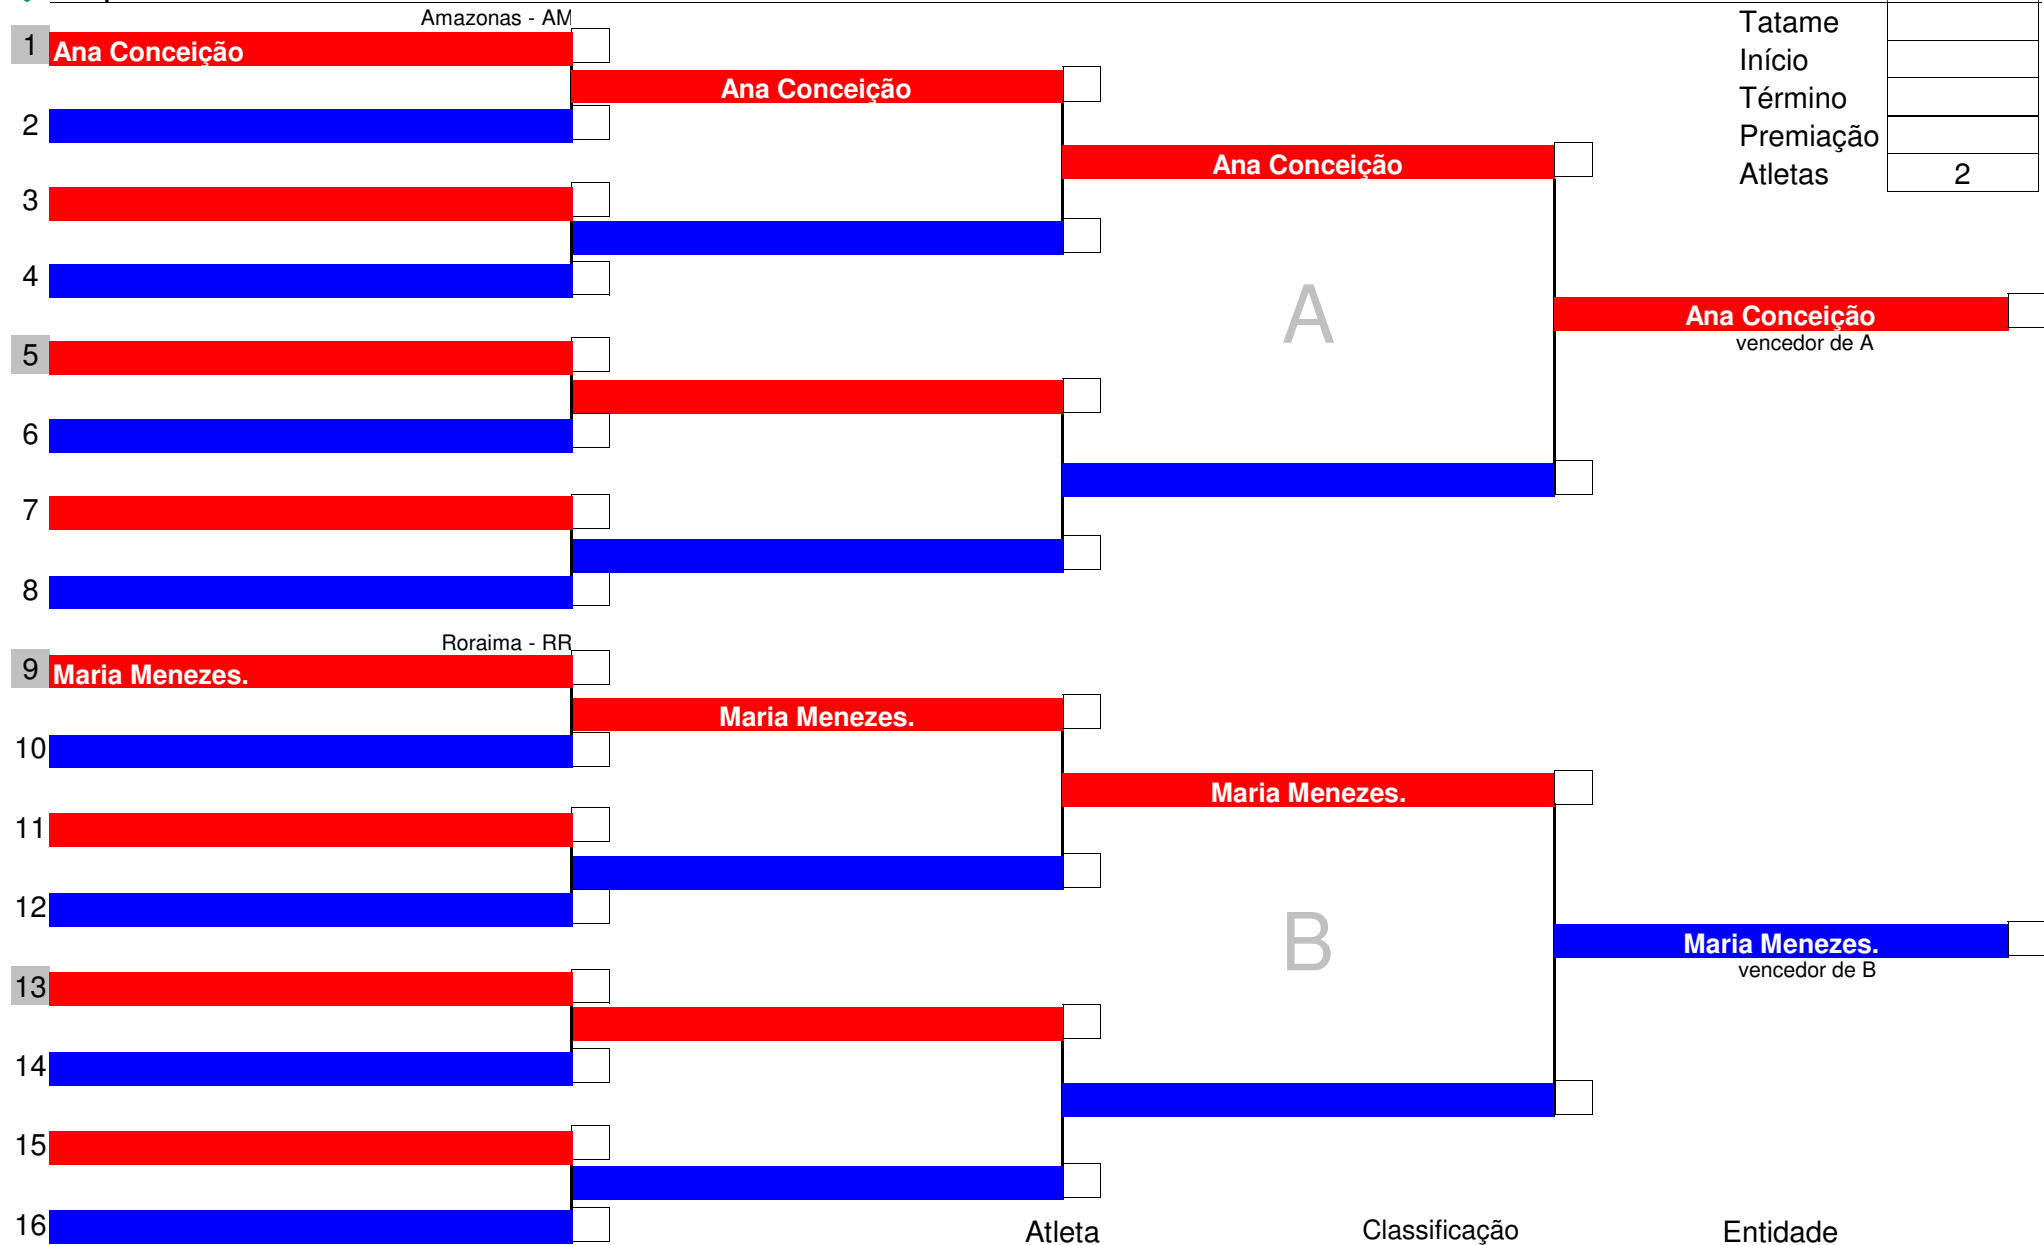 Amazonas - AM
Tatame
1 Ana Conceição
Início
Ana Conceição
Término
2
Premiação
Ana Conceição
Atletas 2
3
4
A
Ana Conceição
vencedor de A
5
6
7
8
Roraima - RR
9 Maria Menezes.
Maria Menezes.
10
Maria Menezes.
11
12
B
Maria Menezes.
vencedor de B
13
14
15
16
Atleta Classificação Entidade